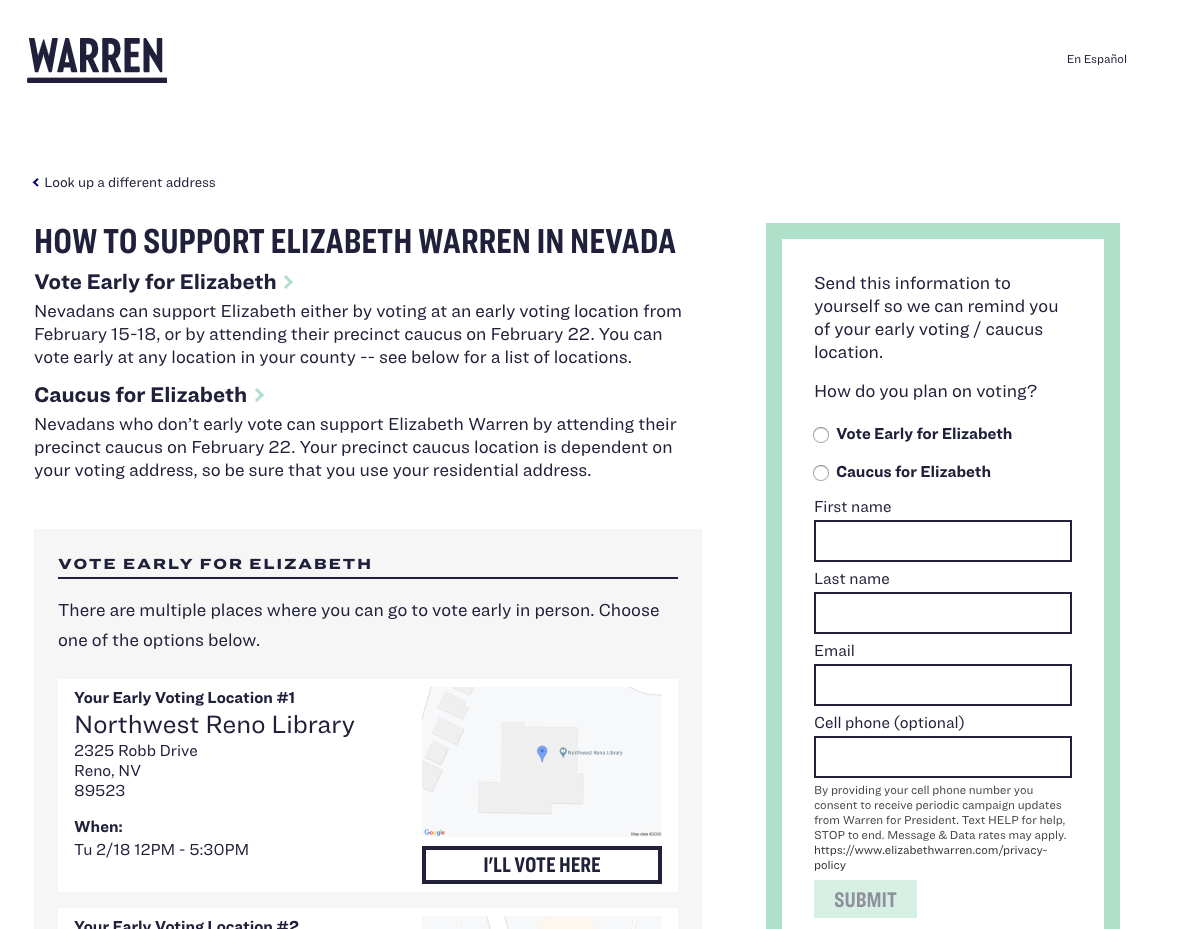 WARREN
En Español
Look up a different address
HOW TO SUPPORT ELIZABETH WARREN IN NEVADA
Vote Early for Elizabeth
Nevadans can support Elizabeth either by voting at an early voting location from
February 15-18, or by attending their precinct caucus on February 22. You can
vote early at any location in your county -- see below for a list of locations.
Caucus for Elizabeth
Nevadans who don't early vote can support Elizabeth Warren by attending their
precinct caucus on February 22. Your precinct caucus location is dependent on
your voting address, so be sure that you use your residential address.
VOTE EARLY FOR ELIZABETH
There are multiple places where you can go to vote early in person. Choose
one of the options below.
Your Early Voting Location #1
Northwest Reno Library
2325 Robb Drive
Reno, NV
89523
When:
Tu 2/18 12PM - 5:30PM
Northwest Reno Library
Google
Map data ©2020
I'LL VOTE HERE
Your Early Voting Location #2
Send this information to
yourself so we can remind you
of your early voting / caucus
location.
How do you plan on voting?
Vote Early for Elizabeth
Caucus for Elizabeth
First name
Last name
Email
Cell phone (optional)
By providing your cell phone number you
consent to receive periodic campaign updates
from Warren for President. Text HELP for help,
STOP to end. Message & Data rates may apply.
https://www.elizabethwarren.com/privacy-
policy
SUBMIT